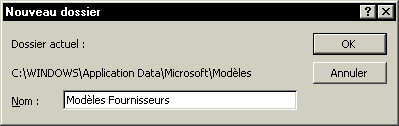 Nouveau dossier
Dossier actuel :
OK
C:\WINDOWS\Application Data\Microsoft\Modèles
Annuler
Nom :
Modèles Fournisseurs